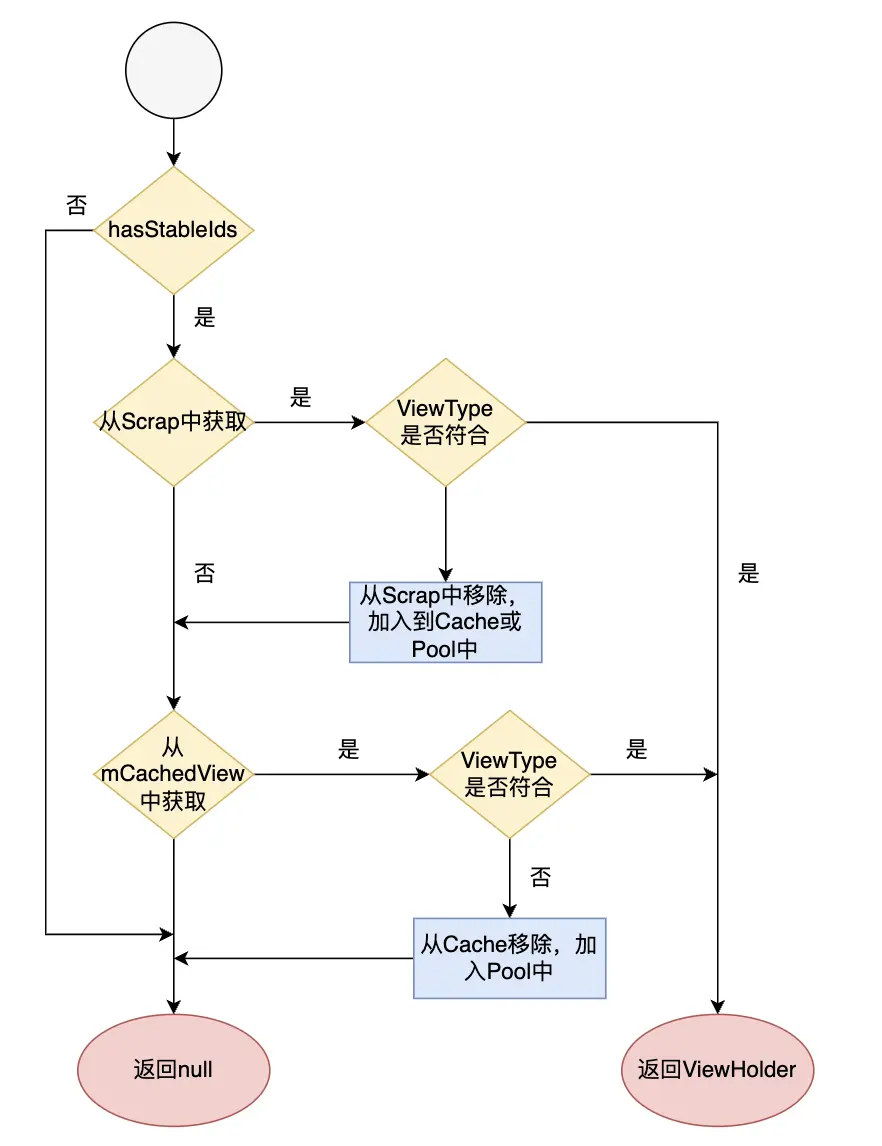 否
hasStableIds
是
从Scrap中获取
是
ViewType
是否符合
否
是
从Scrap中移除，
加入到Cache或
Pool中
从
mCachedView
中获取
是
ViewType
是否符合
是
否
从Cache移除，加
入Pool中
返回null
返回ViewHolder